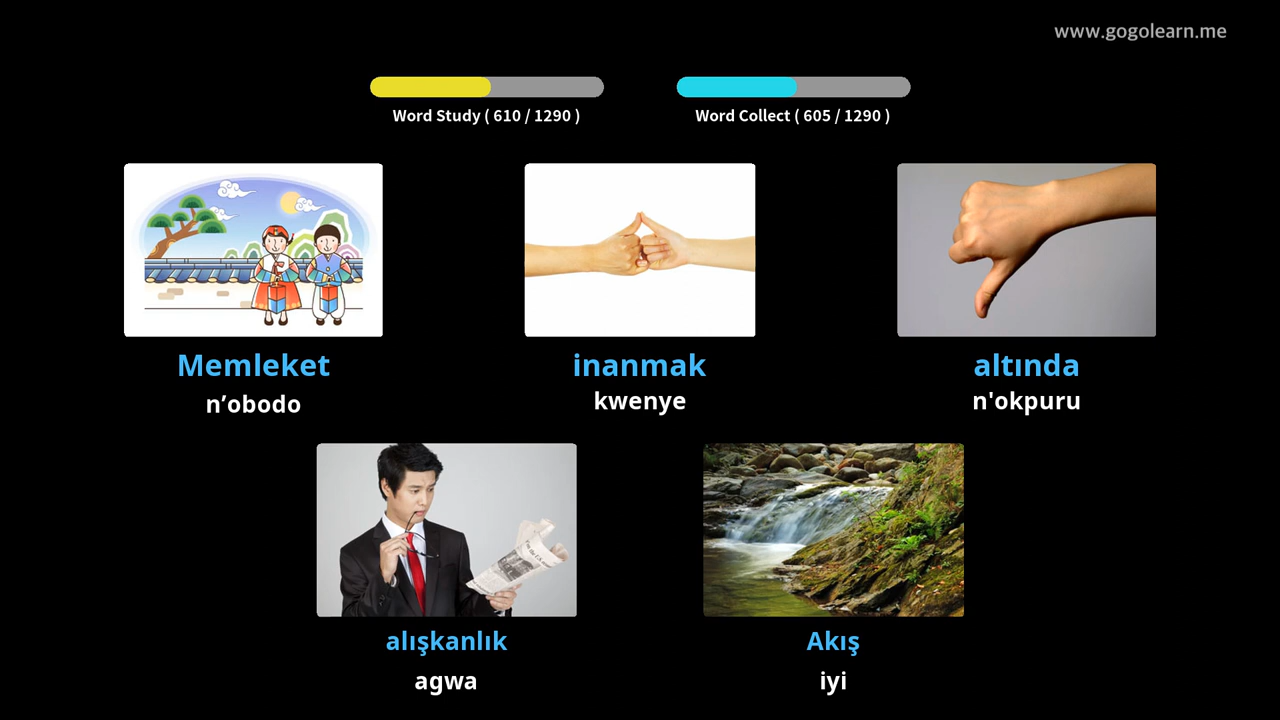 www.gogolearn.me
Word Study ( 610 / 1290 )
Word Collect ( 605 / 1290 )
Memleket
n’obodo
inanmak
kwenye
altında
n'okpuru
alışkanlık
agwa
Akış
iyi